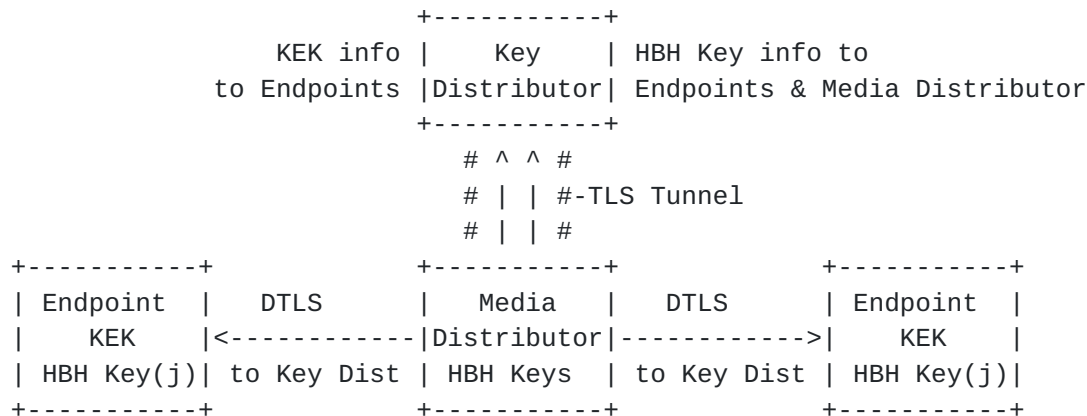 +-----------+
                  KEK info |    Key    | HBH Key info to
              to Endpoints |Distributor| Endpoints & Media Distributor
                           +-----------+
                              # ^ ^ #
                              # | | #-TLS Tunnel
                              # | | #
+-----------+              +-----------+              +-----------+
| Endpoint  |   DTLS       |   Media   |   DTLS       | Endpoint  |
|    KEK    |<------------|Distributor|------------>|    KEK    |
| HBH Key(j)| to Key Dist | HBH Keys  | to Key Dist | HBH Key(j)|
+-----------+              +-----------+              +-----------+